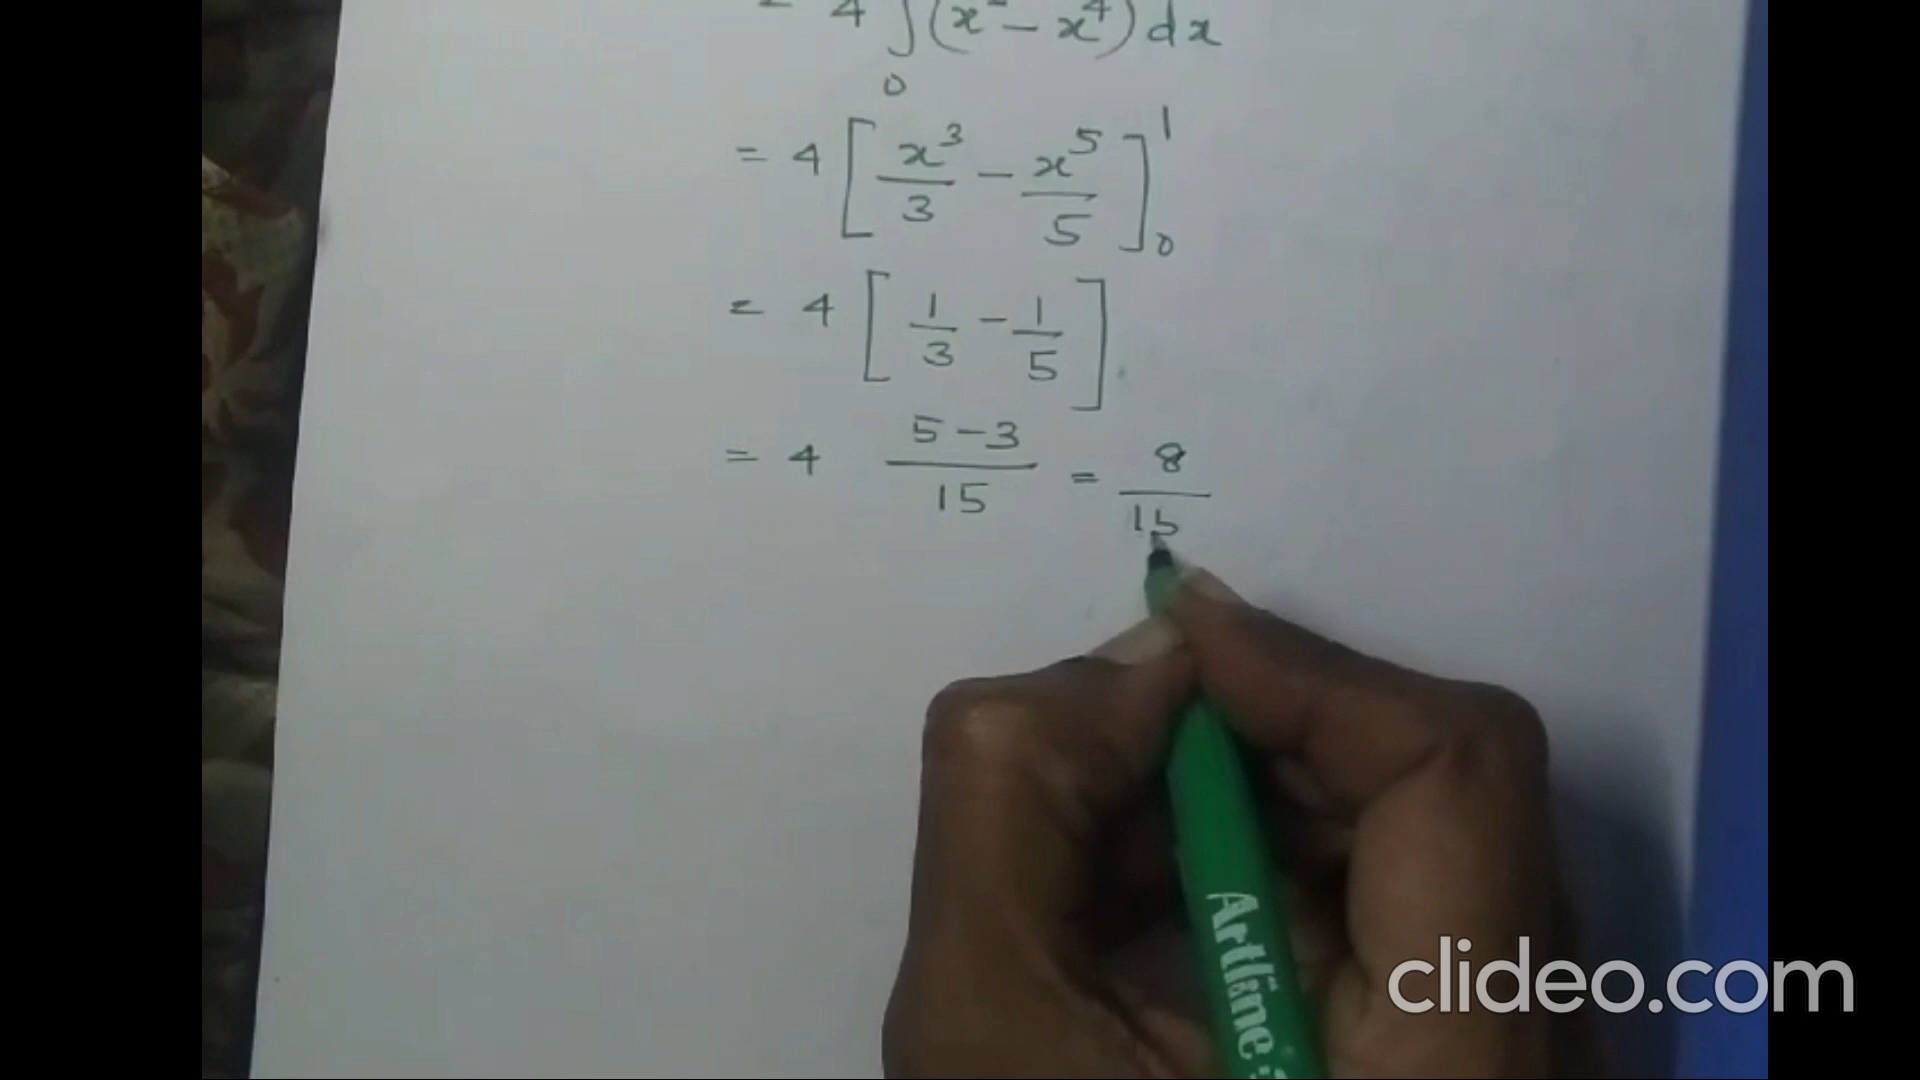 = 4 ∫₀ (x² − x⁴) dx
= 4 [ x³/3 − x⁵/5 ]₀¹
= 4 [ 1/3 − 1/5 ]
= 4 (5−3)/15 = 8/15
Artline
clideo.com